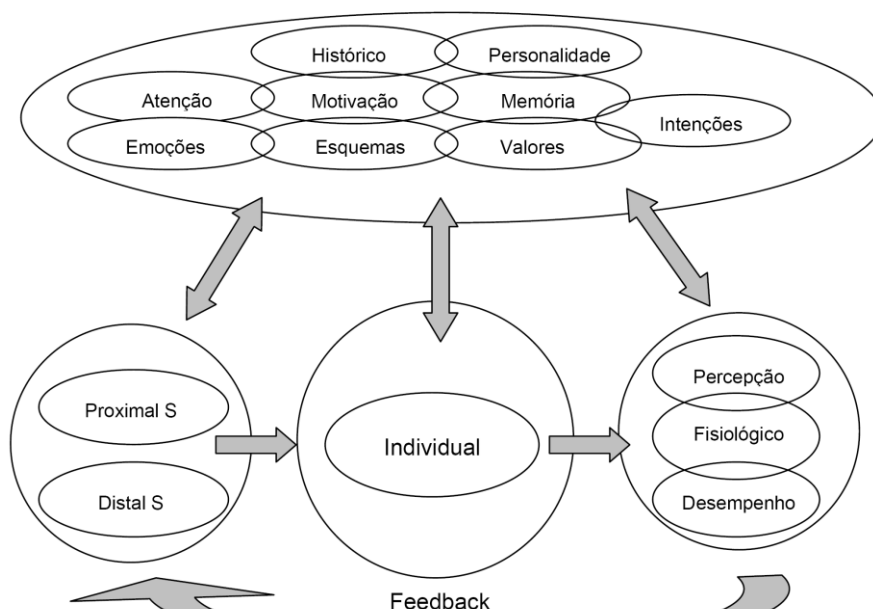 Histórico
Personalidade
Atenção
Motivação
Memória
Intenções
Emoções
Esquemas
Valores
Proximal S
Distal S
Individual
Percepção
Fisiológico
Desempenho
Feedback